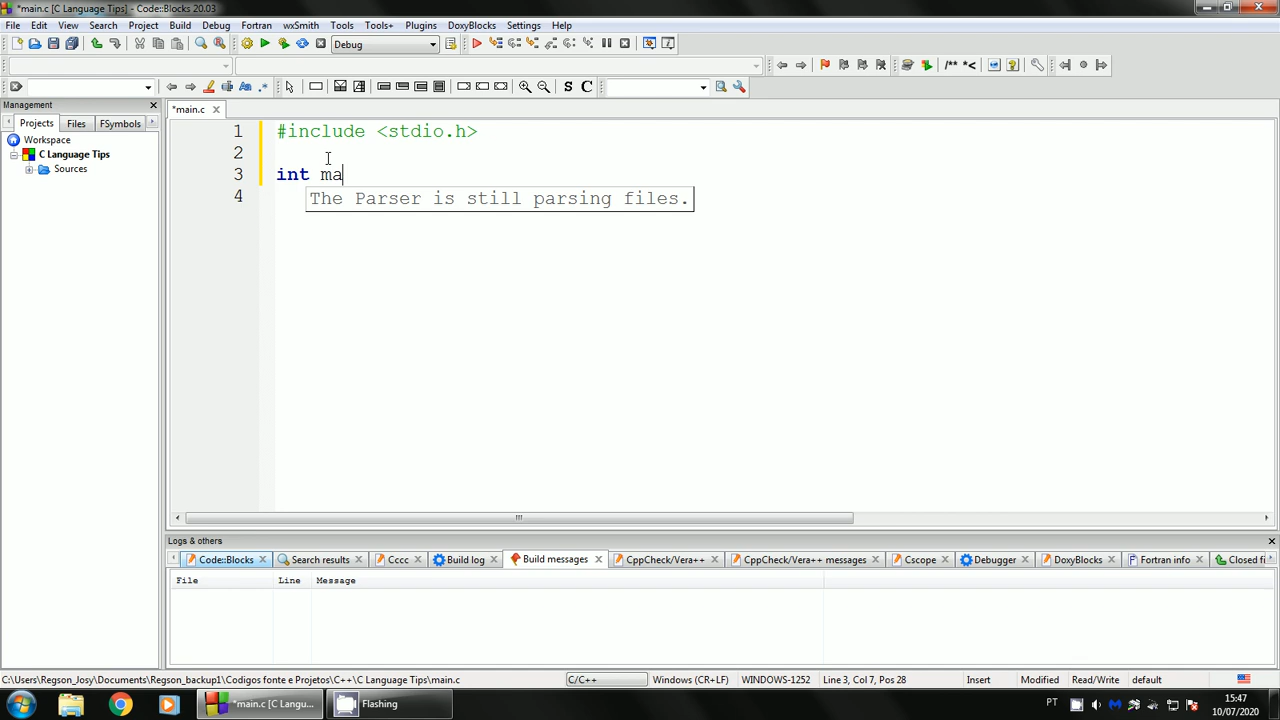 *main.c [C Language Tips] - Code::Blocks 20.03
File Edit View Search Project Build Debug Fortran wxSmith Tools Tools+ Plugins DoxyBlocks Settings Help
Debug
/** *<
S C
Management
*main.c
Projects Files FSymbols
Workspace
C Language Tips
Sources
1 #include <stdio.h>
2
3 int ma
The Parser is still parsing files.
4
Logs & others
Code::Blocks Search results Cccc Build log Build messages CppCheck/Vera++ CppCheck/Vera++ messages Cscope Debugger DoxyBlocks Fortran info Closed fi
File Line Message
C:\Users\Regson_Josy\Documents\Regson_backup1\Codigos fonte e Projetos\C++\C Language Tips\main.c C/C++ Windows (CR+LF) WINDOWS-1252 Line 3, Col 7, Pos 28 Insert Modified Read/Write default
*main.c [C Langu... Flashing PT 15:47
10/07/2020